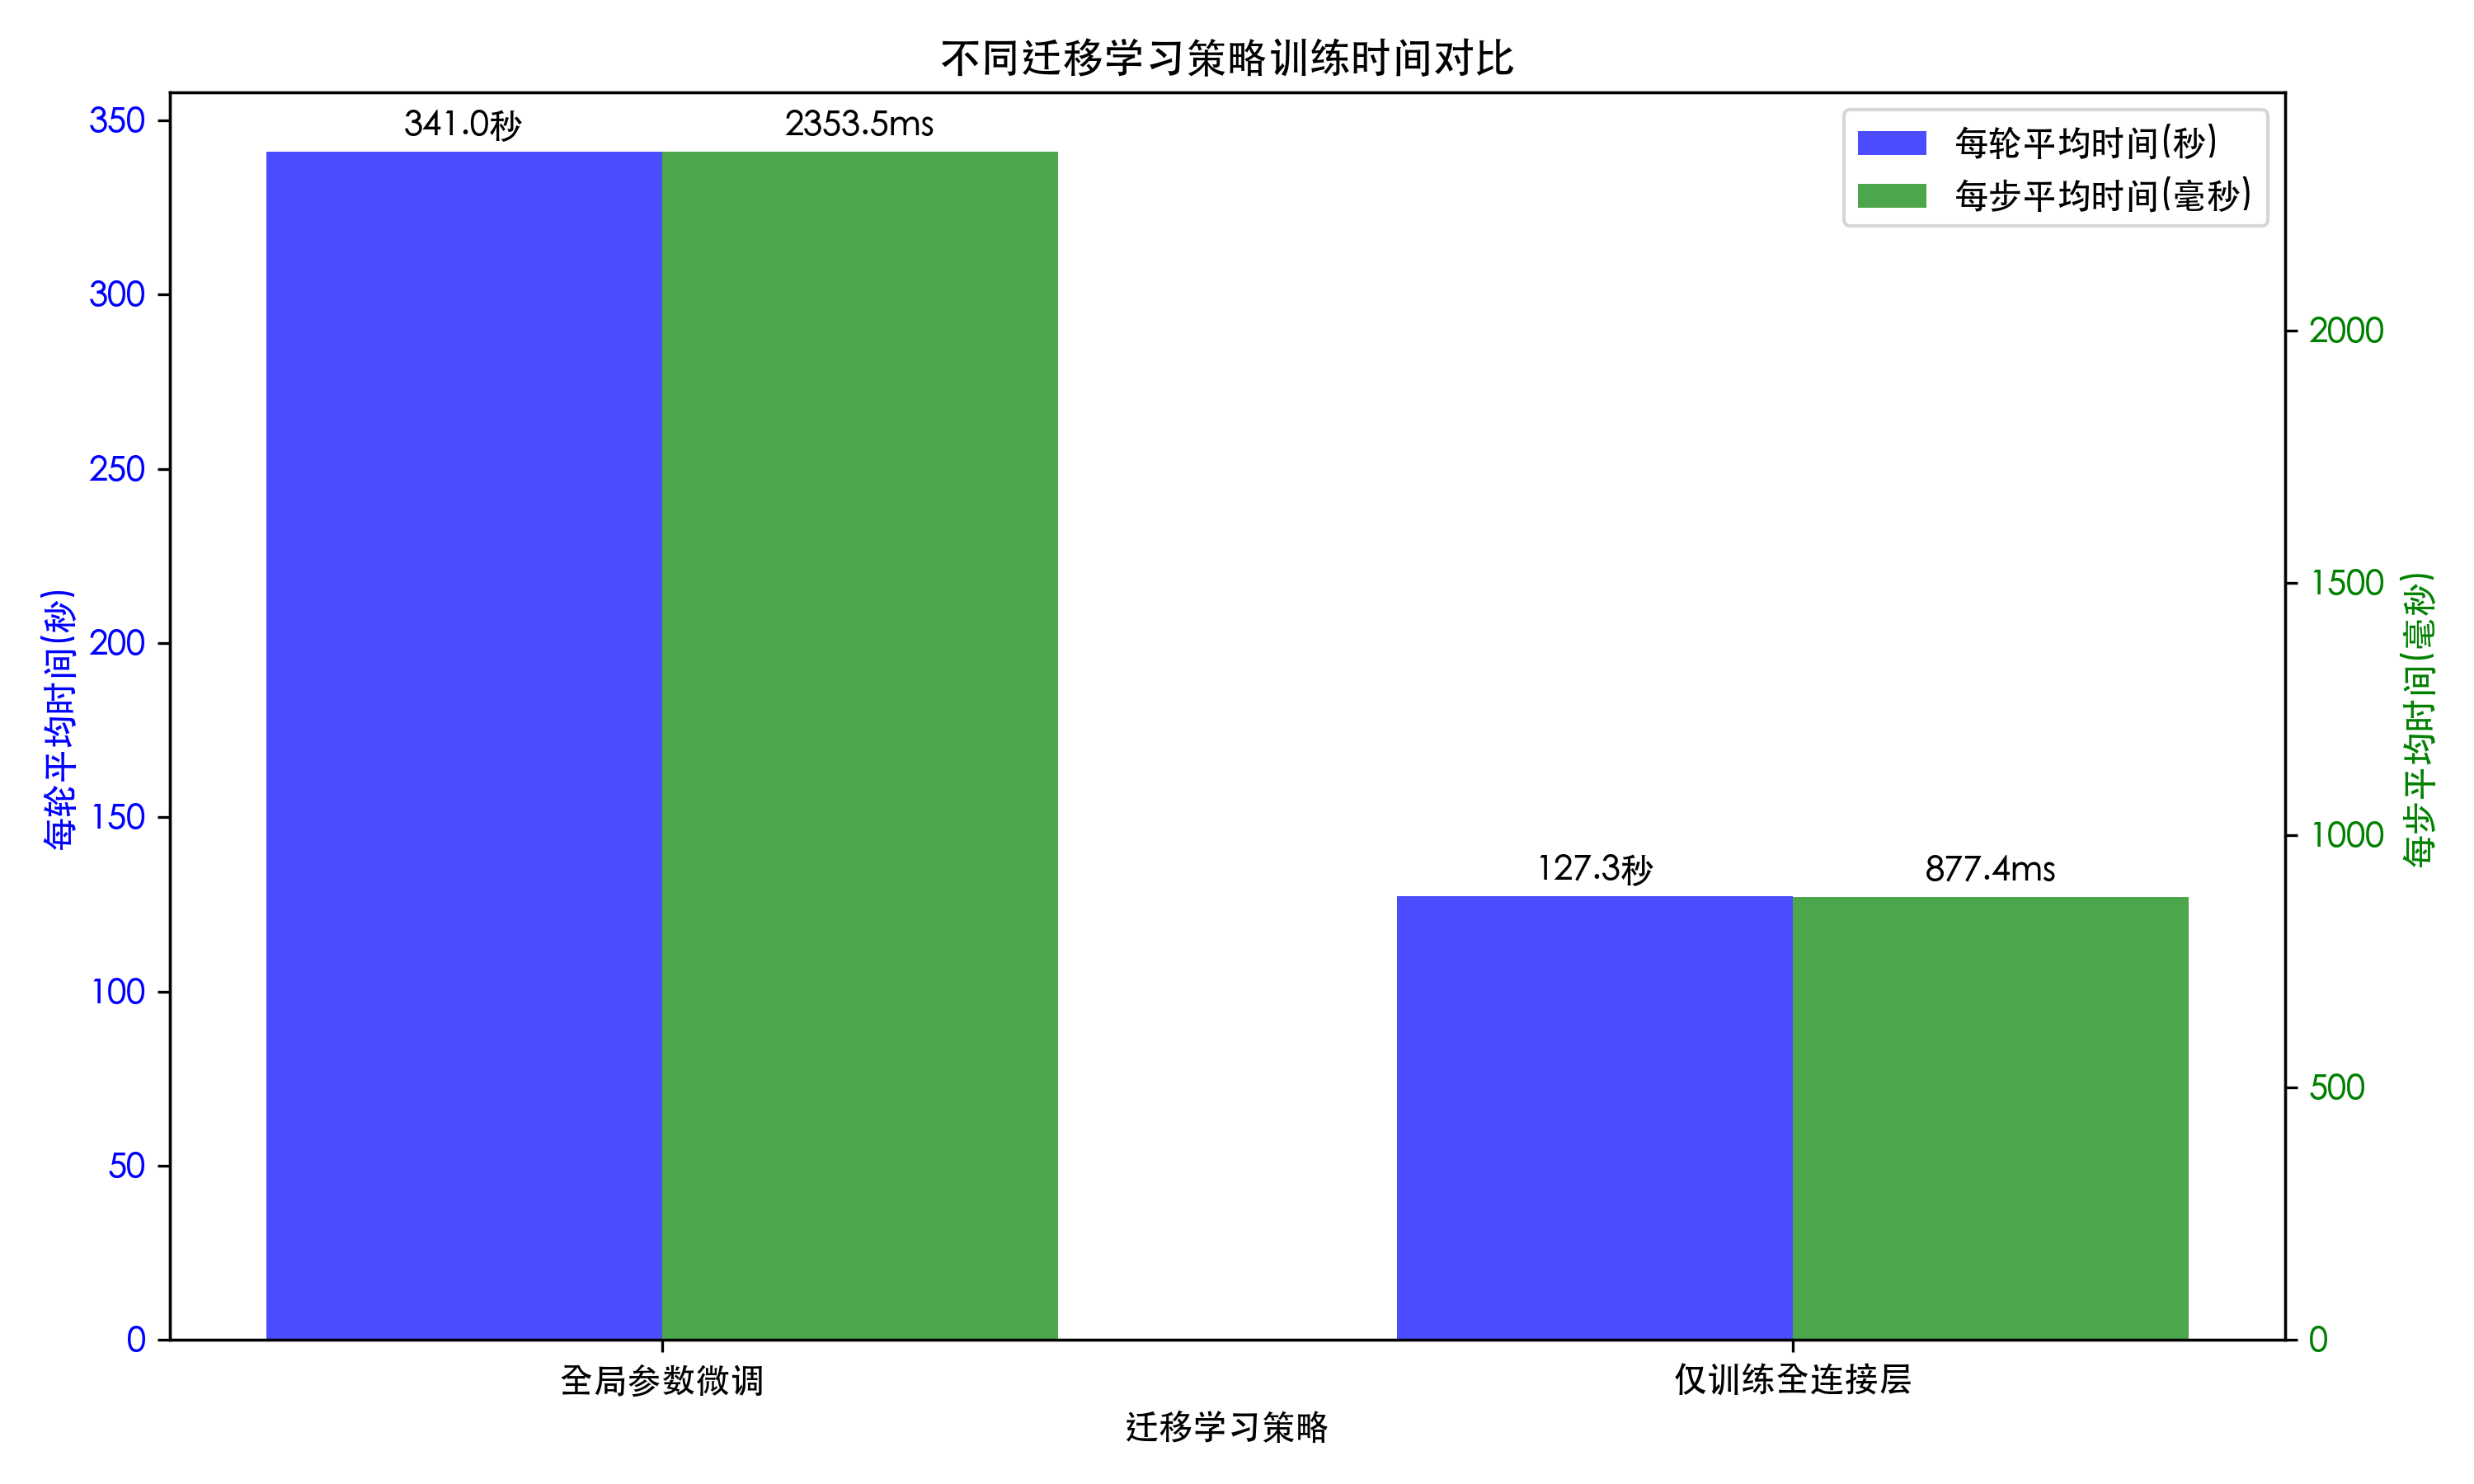 不同迁移学习策略训练时间对比
341.0秒
2353.5ms
127.3秒
877.4ms
每轮平均时间(秒)
每步平均时间(毫秒)
每轮平均时间(秒)
350
300
250
200
150
100
50
0
2000
1500
1000
500
0
每步平均时间(毫秒)
全局参数微调
仅训练全连接层
迁移学习策略